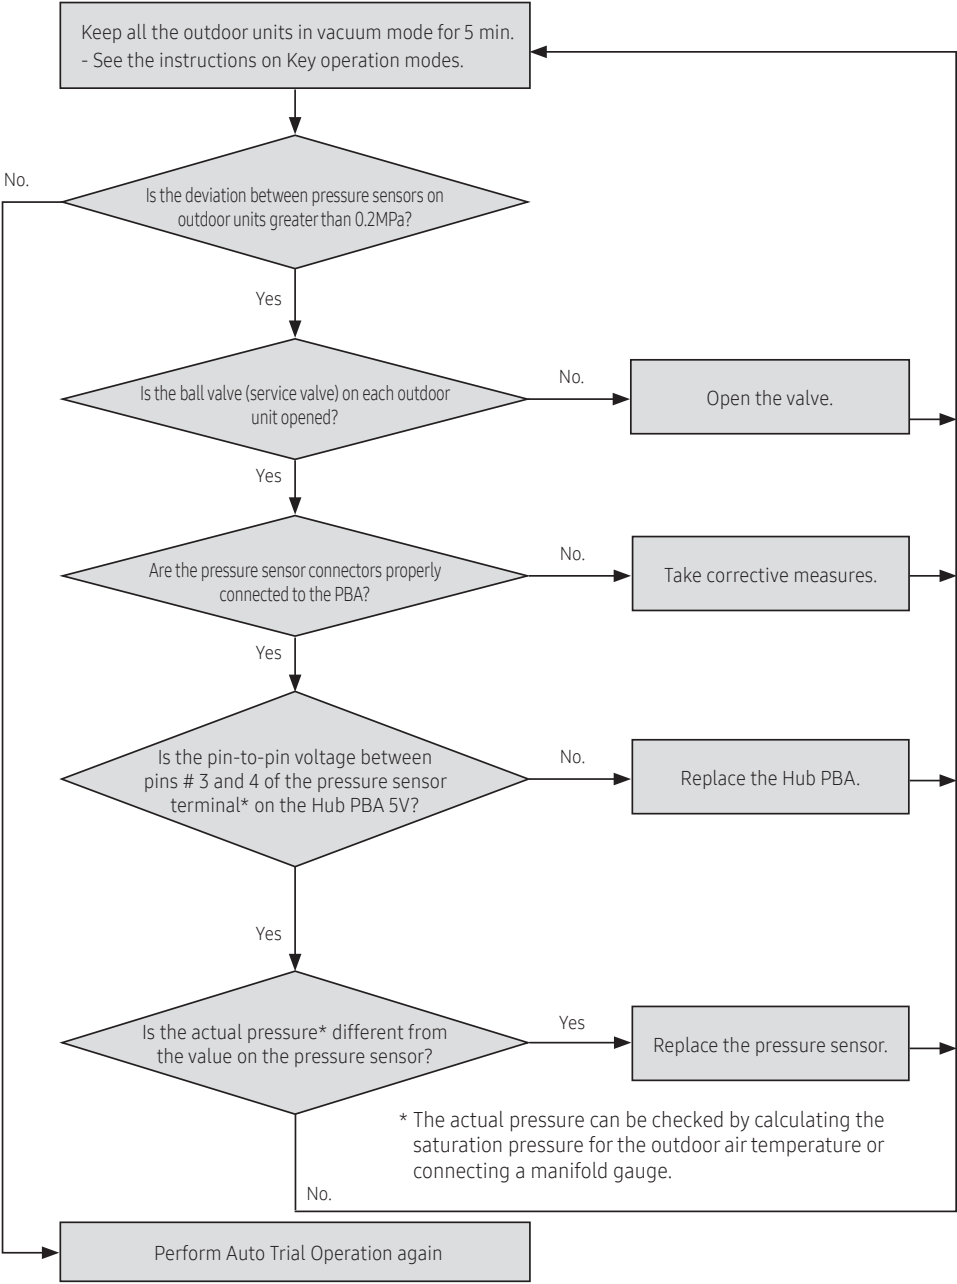 Keep all the outdoor units in vacuum mode for 5 min.
- See the instructions on Key operation modes.
No.
Is the deviation between pressure sensors on
outdoor units greater than 0.2MPa?
Yes
Is the ball valve (service valve) on each outdoor
unit opened?
No.
Open the valve.
Yes
Are the pressure sensor connectors properly
connected to the PBA?
No.
Take corrective measures.
Yes
Is the pin-to-pin voltage between
pins # 3 and 4 of the pressure sensor
terminal* on the Hub PBA 5V?
No.
Replace the Hub PBA.
Yes
Is the actual pressure* different from
the value on the pressure sensor?
Yes
Replace the pressure sensor.
* The actual pressure can be checked by calculating the
saturation pressure for the outdoor air temperature or
connecting a manifold gauge.
No.
Perform Auto Trial Operation again